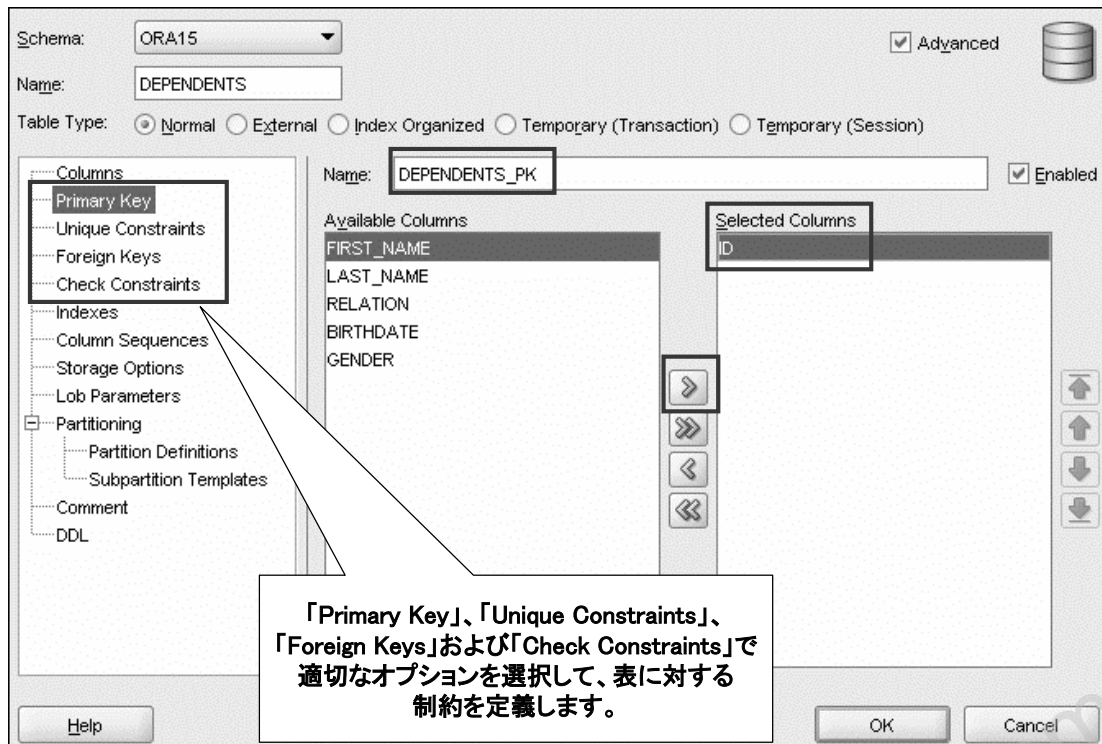 Schema: ORA15 Advanced
Name: DEPENDENTS
Table Type: Normal External Index Organized Temporary (Transaction) Temporary (Session)
Columns
Primary Key
Unique Constraints
Foreign Keys
Check Constraints
Indexes
Column Sequences
Storage Options
Lob Parameters
Partitioning
Partition Definitions
Subpartition Templates
Comment
DDL
Name: DEPENDENTS_PK Enabled
Available Columns
FIRST_NAME
LAST_NAME
RELATION
BIRTHDATE
GENDER
Selected Columns
ID
「Primary Key」、「Unique Constraints」、
「Foreign Keys」および「Check Constraints」で
適切なオプションを選択して、表に対する
制約を定義します。
Help OK Cancel